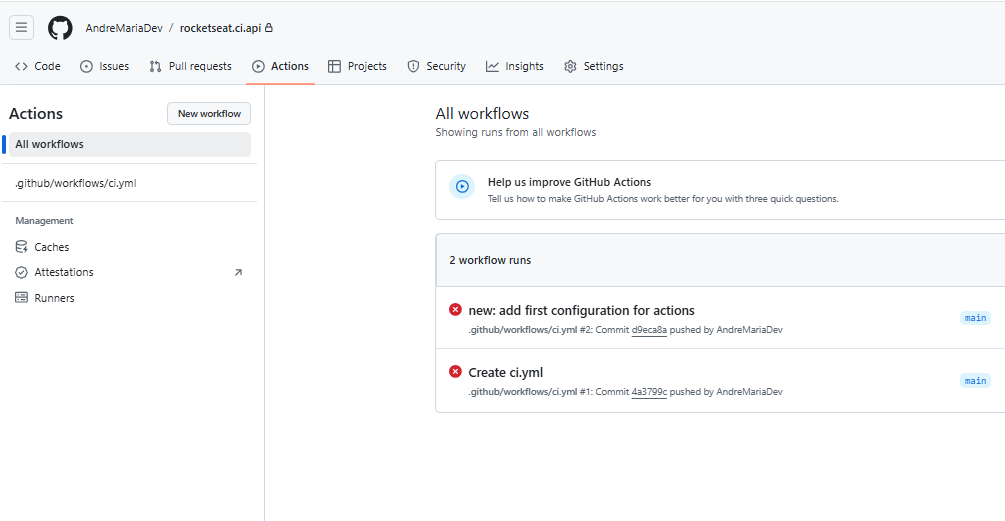 AndreMariaDev / rocketseat.ci.api
Code Issues Pull requests Actions Projects Security Insights Settings
Actions
New workflow
All workflows
.github/workflows/ci.yml
Management
Caches
Attestations
Runners
All workflows
Showing runs from all workflows
Help us improve GitHub Actions
Tell us how to make GitHub Actions work better for you with three quick questions.
2 workflow runs
new: add first configuration for actions
.github/workflows/ci.yml #2: Commit d9eca8a pushed by AndreMariaDev
main
Create ci.yml
.github/workflows/ci.yml #1: Commit 4a3799c pushed by AndreMariaDev
main